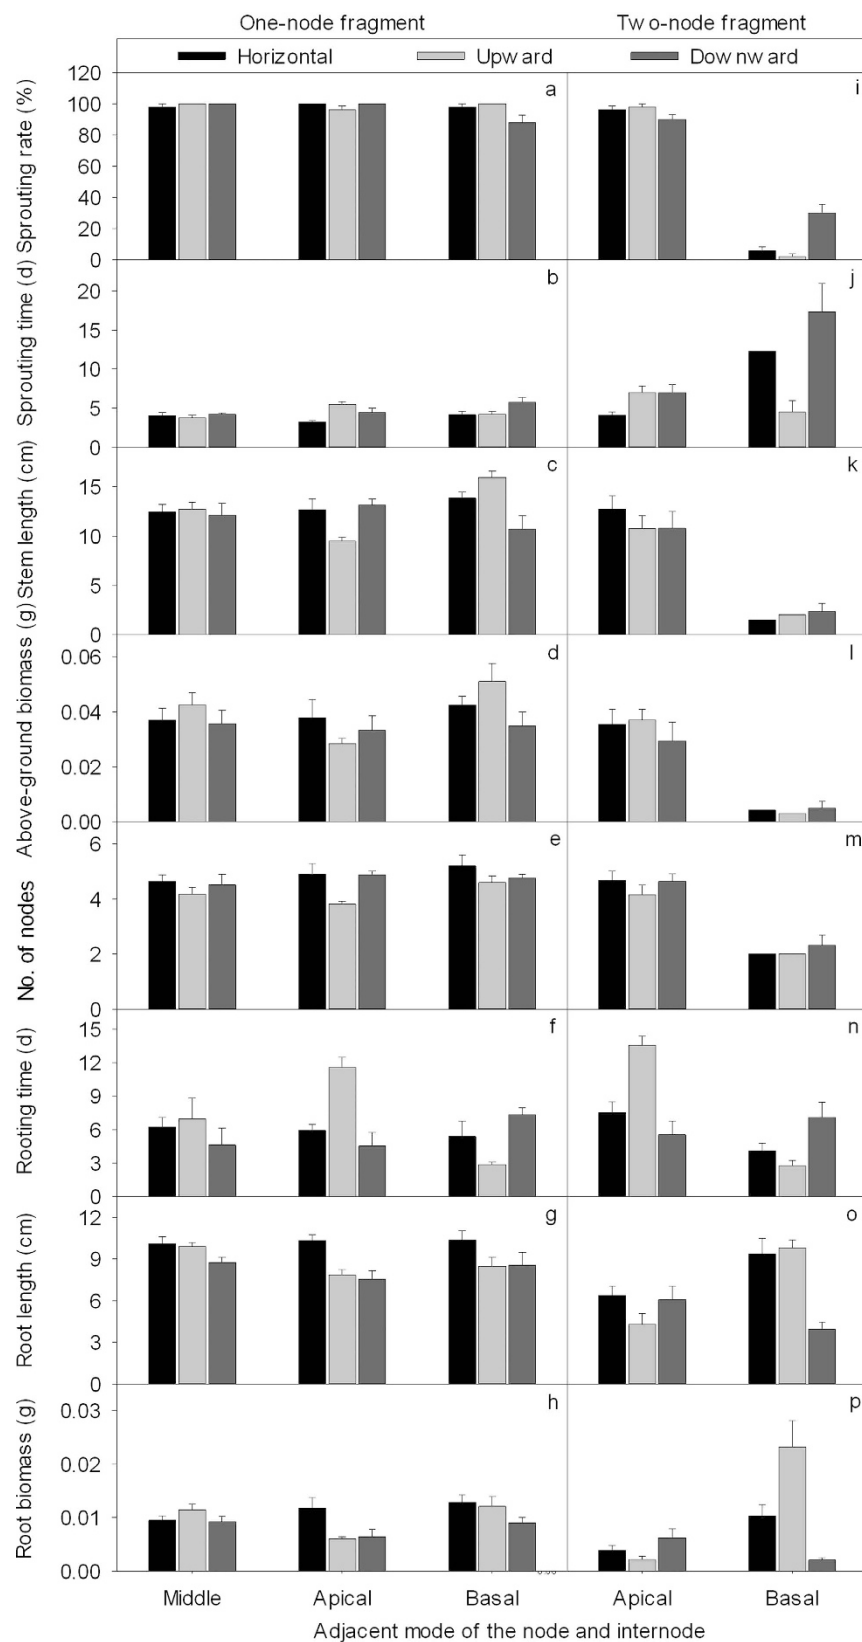 One-node fragment Two-node fragment
Horizontal Upward Downward
Sprouting rate (%)
120
100
80
60
40
20
0
a i
Sprouting time (d)
20
15
10
5
0
b j
Stem length (cm)
15
10
5
0
c k
Above-ground biomass (g)
0.06
0.04
0.02
0.00
d l
No. of nodes
6
4
2
0
e m
Rooting time (d)
15
12
9
6
3
0
f n
Root length (cm)
12
9
6
3
0
g o
Root biomass (g)
0.03
0.02
0.01
0.00
h p
Middle Apical Basal Apical Basal
Adjacent mode of the node and internode